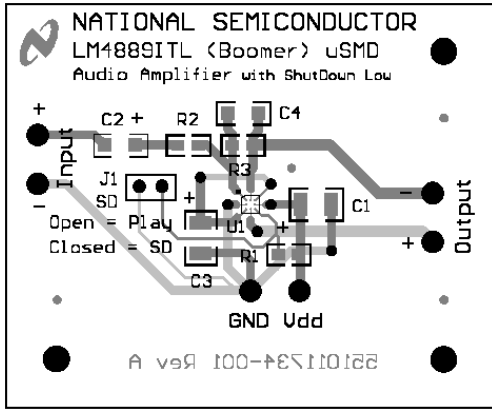 NATIONAL SEMICONDUCTOR
LM4889ITL (Boomer) uSMD
Audio Amplifier with ShutDown Low
+
C2 +
R2
C4
Input
R3
-
J1
SD
+
C1
-
Open = Play
U1
+
+
Output
Closed = SD
R1
C3
GND Vdd
551011734-001 Rev A